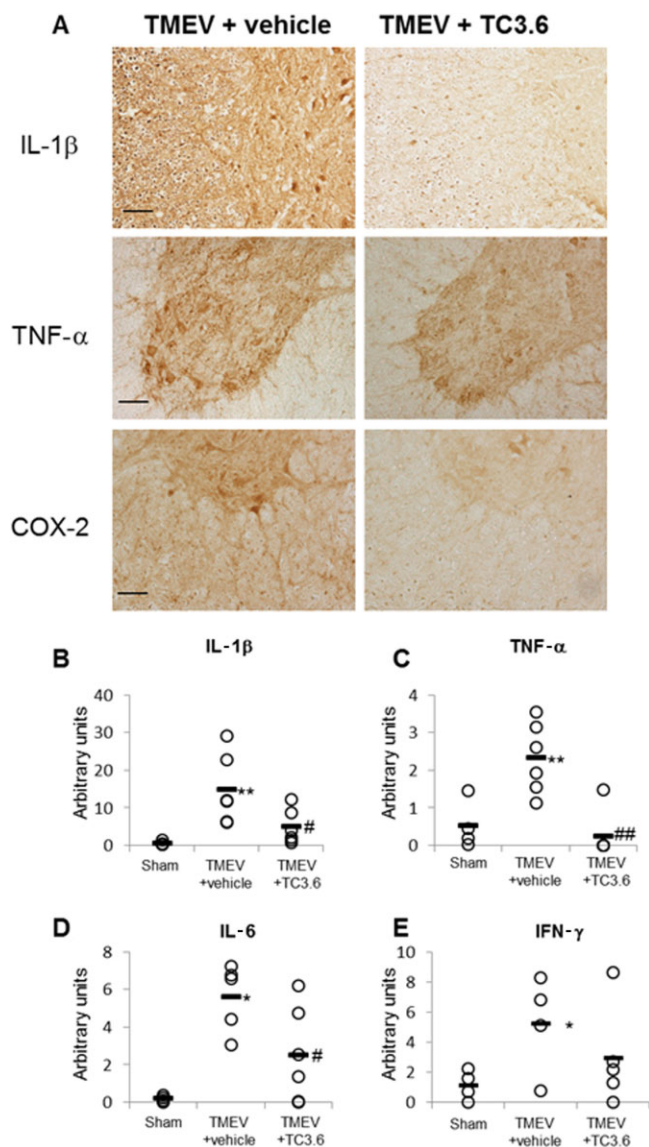 A TMEV + vehicle TMEV + TC3.6
IL-1β
TNF-α
COX-2
B IL-1β
Arbitrary units
40
30
20
10
0
Sham TMEV TMEV
+vehicle +TC3.6
**
#
C TNF-α
Arbitrary units
4
3
2
1
0
Sham TMEV TMEV
+vehicle +TC3.6
**
##
D IL-6
Arbitrary units
8
6
4
2
0
Sham TMEV TMEV
+vehicle +TC3.6
*
#
E IFN-γ
Arbitrary units
10
8
6
4
2
0
Sham TMEV TMEV
+vehicle +TC3.6
*